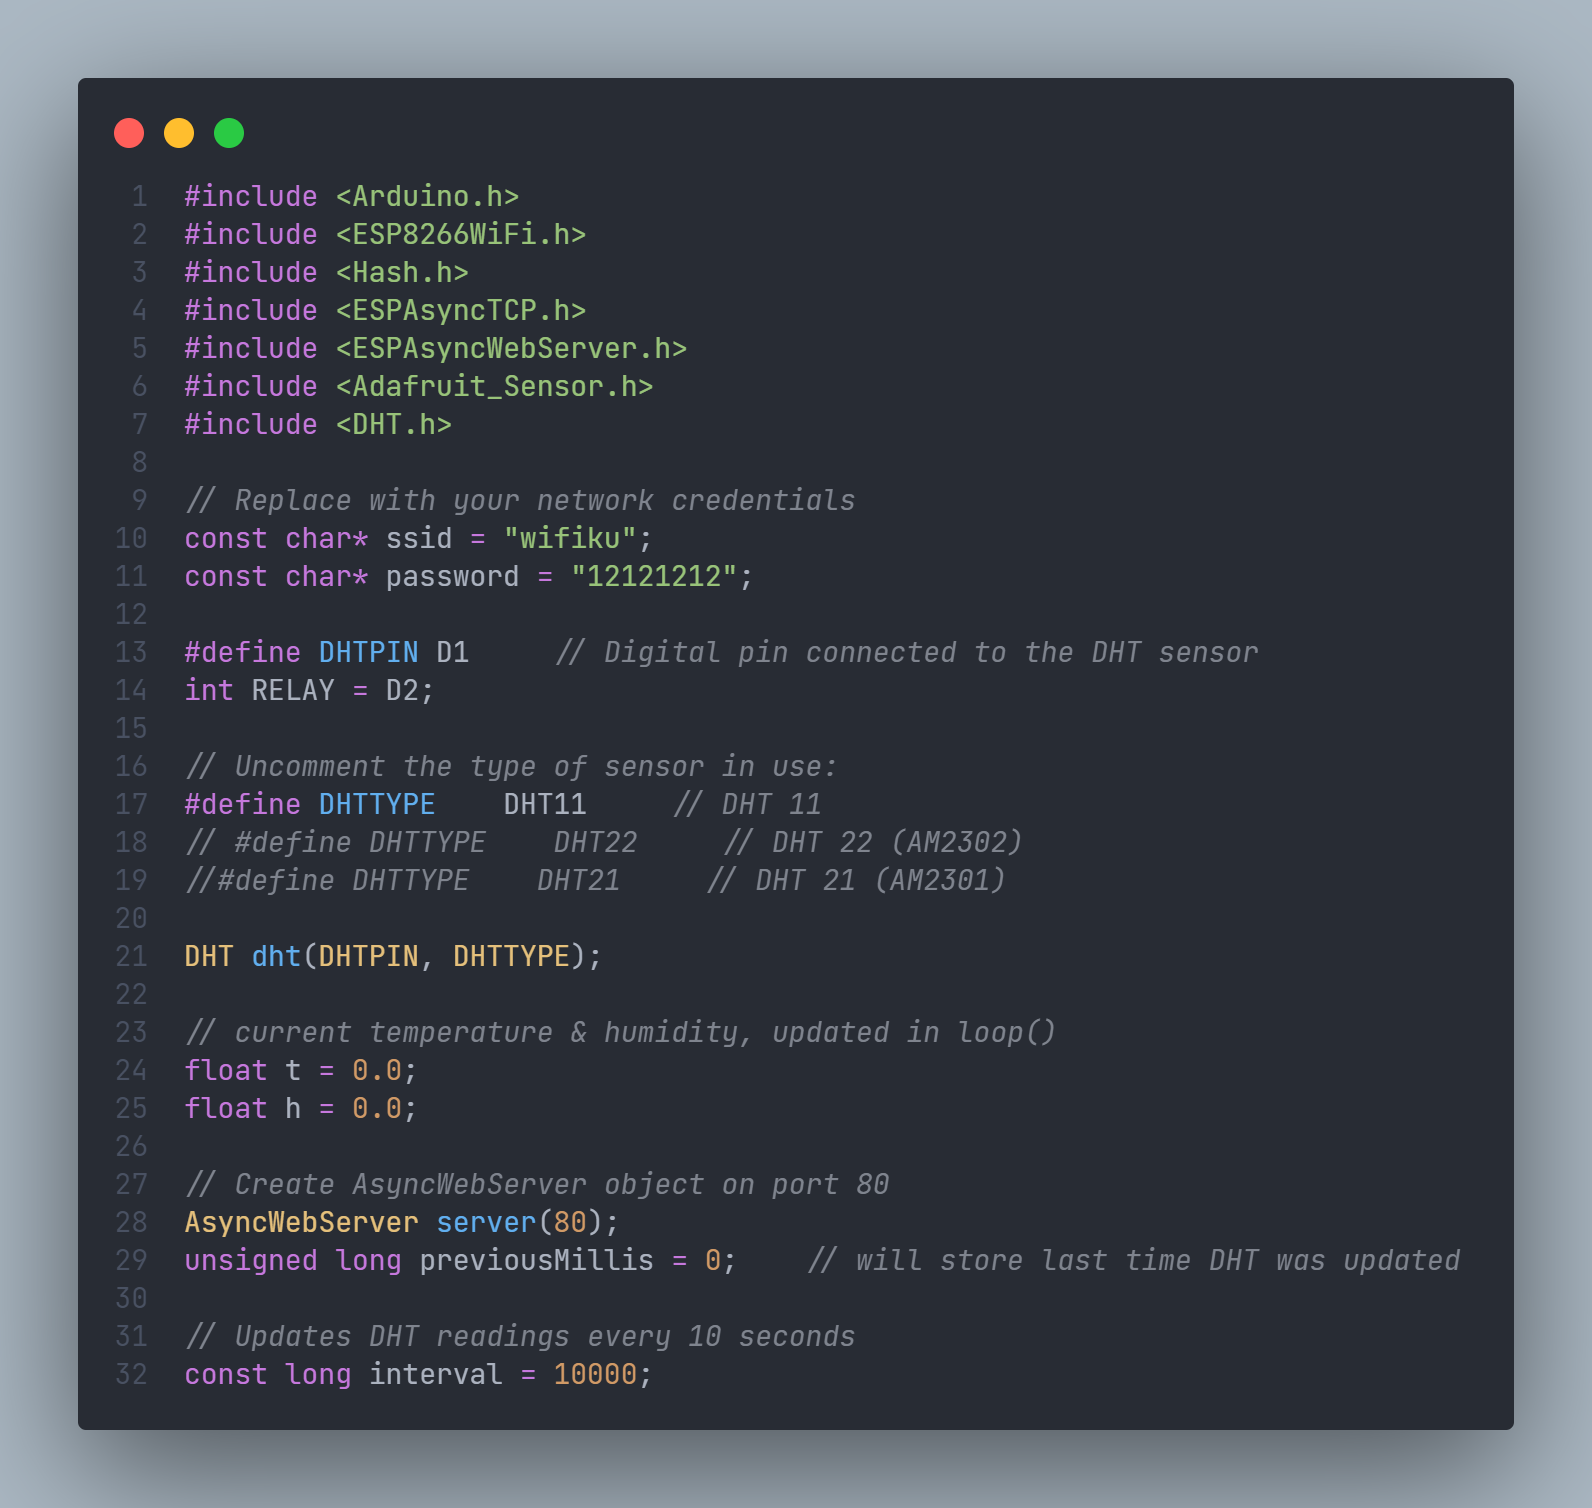 1 #include <Arduino.h>
2 #include <ESP8266WiFi.h>
3 #include <Hash.h>
4 #include <ESPAsyncTCP.h>
5 #include <ESPAsyncWebServer.h>
6 #include <Adafruit_Sensor.h>
7 #include <DHT.h>
8
9 // Replace with your network credentials
10 const char* ssid = "wifiku";
11 const char* password = "12121212";
12
13 #define DHTPIN D1     // Digital pin connected to the DHT sensor
14 int RELAY = D2;
15
16 // Uncomment the type of sensor in use:
17 #define DHTTYPE    DHT11     // DHT 11
18 // #define DHTTYPE    DHT22     // DHT 22 (AM2302)
19 //#define DHTTYPE    DHT21     // DHT 21 (AM2301)
20
21 DHT dht(DHTPIN, DHTTYPE);
22
23 // current temperature & humidity, updated in loop()
24 float t = 0.0;
25 float h = 0.0;
26
27 // Create AsyncWebServer object on port 80
28 AsyncWebServer server(80);
29 unsigned long previousMillis = 0;    // will store last time DHT was updated
30
31 // Updates DHT readings every 10 seconds
32 const long interval = 10000;